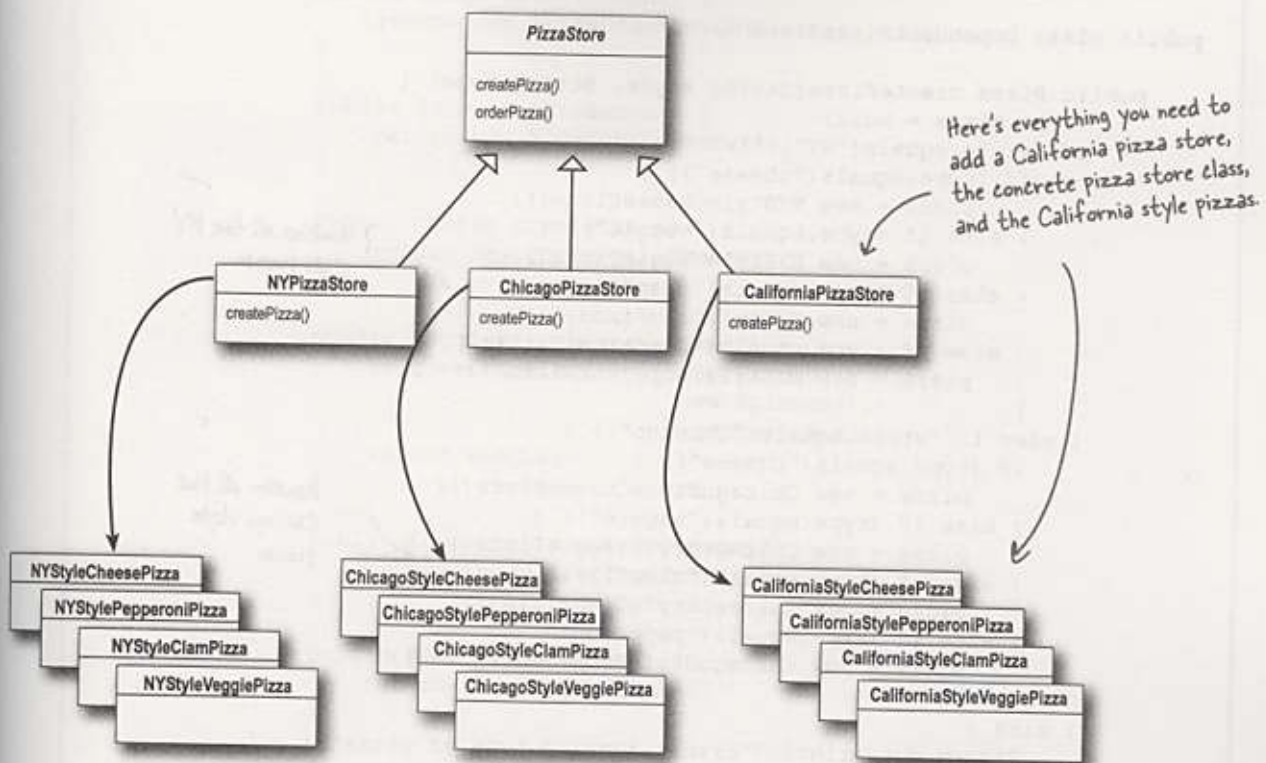 PizzaStore
createPizza()
orderPizza()
Here's everything you need to
add a California pizza store,
the concrete pizza store class,
and the California style pizzas.
NYPizzaStore
createPizza()
ChicagoPizzaStore
createPizza()
CaliforniaPizzaStore
createPizza()
NYStyleCheesePizza
NYStylePepperoniPizza
NYStyleClamPizza
NYStyleVeggiePizza
ChicagoStyleCheesePizza
ChicagoStylePepperoniPizza
ChicagoStyleClamPizza
ChicagoStyleVeggiePizza
CaliforniaStyleCheesePizza
CaliforniaStylePepperoniPizza
CaliforniaStyleClamPizza
CaliforniaStyleVeggiePizza